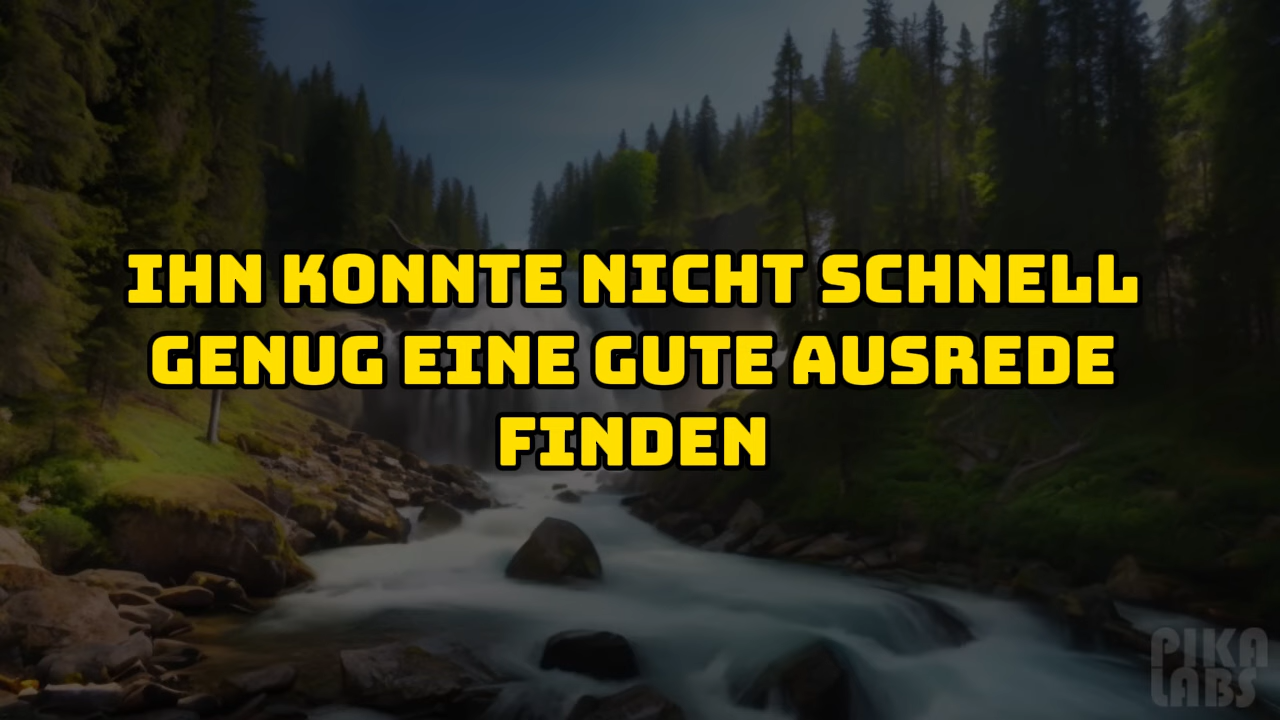 IHN KONNTE NICHT SCHNELL
GENUG EINE GUTE AUSREDE
FINDEN
PIKA
LABS